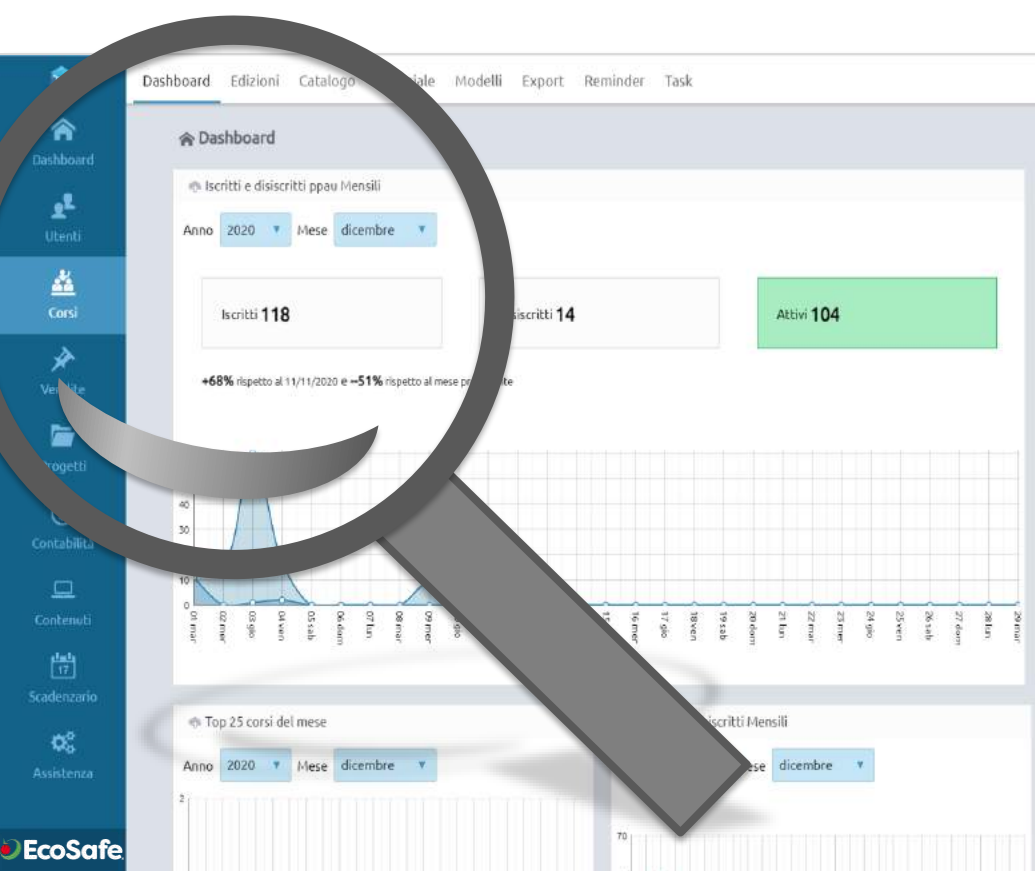 Dashboard Edizioni Catalogo Modelli Export Reminder Task
Dashboard
Dashboard
Iscritti e disiscritti ppau Mensili
Anno 2020 Mese dicembre
Utenti
Corsi
Iscritti 118
14
Attivi 104
+68% rispetto al 11/11/2020 e --51% rispetto al mese
40
30
10
0
01 mar
02 mer
03 gio
04 ven
05 sab
06 dom
07 lun
08 mar
09 mer
16 mer
17 gio
18 ven
19 sab
20 dom
21 lun
22 mar
23 mer
24 gio
25 ven
26 sab
27 dom
28 lun
29 mar
Contabilità
Contenuti
17
Scadenzario
Assistenza
Top 25 corsi del mese
Mensili
Anno 2020 Mese dicembre
dicembre
2
70
EcoSafe